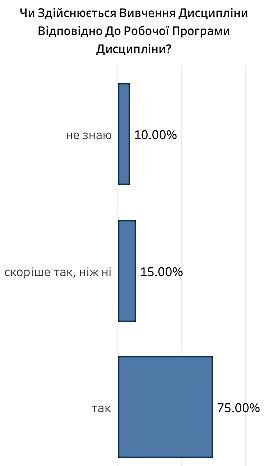 Чи Здійснюється Вивчення Дисципліни
Відповідно До Робочої Програми
Дисципліни?
не знаю 10.00%
скоріше так, ніж ні 15.00%
так 75.00%